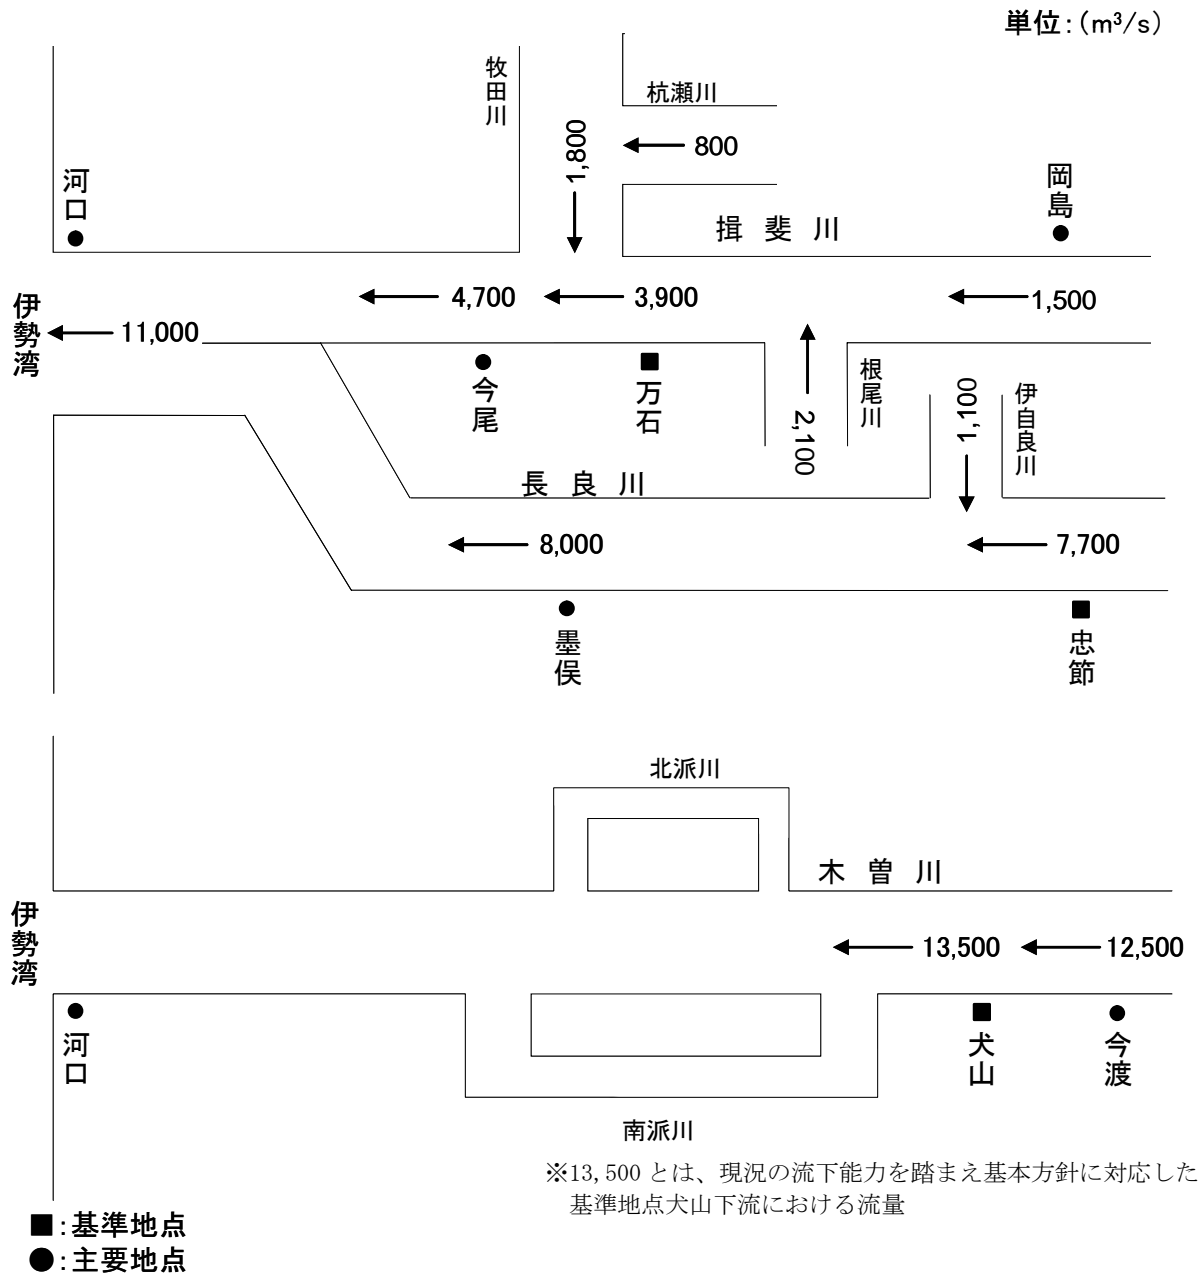 単位：(m³/s)
牧田川
杭瀬川
1,800
800
河口
岡島
揖斐川
伊勢湾
11,000
4,700
3,900
1,500
今尾
万石
2,100
根尾川
1,100
伊自良川
長良川
8,000
7,700
墨俣
忠節
北派川
木曽川
伊勢湾
13,500
12,500
河口
犬山
今渡
南派川
※13,500 とは、現況の流下能力を踏まえ基本方針に対応した
基準地点犬山下流における流量
■：基準地点
●：主要地点